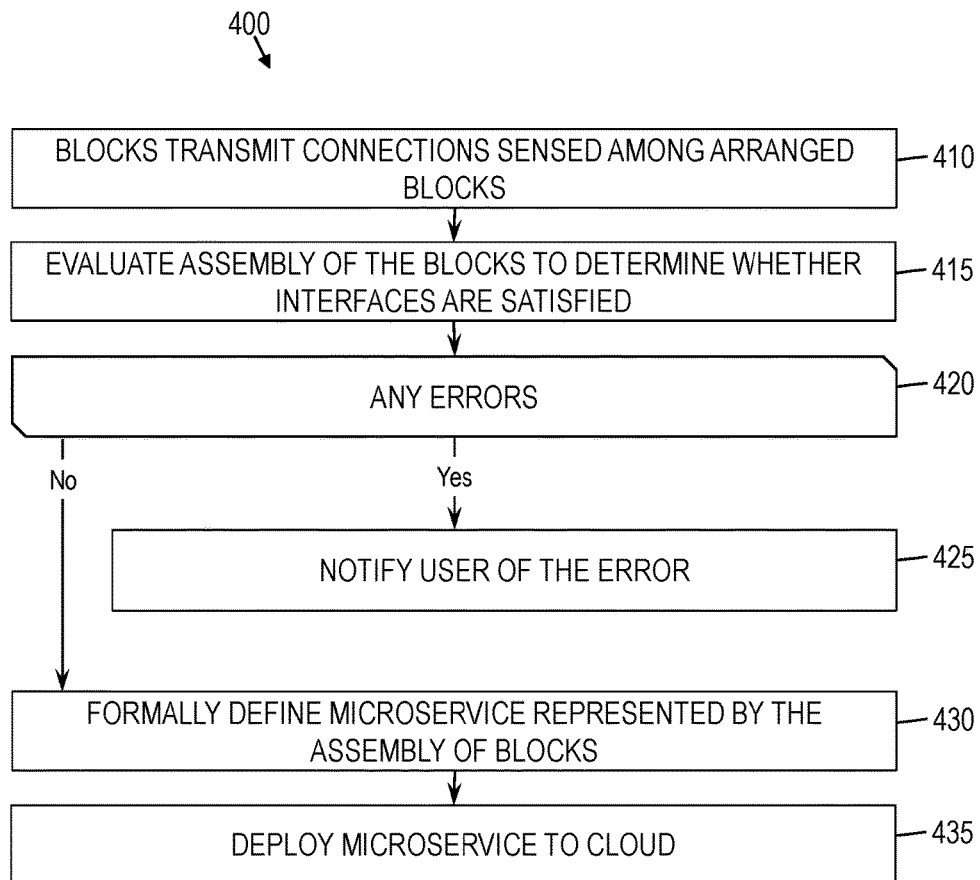 400
BLOCKS TRANSMIT CONNECTIONS SENSED AMONG ARRANGED
BLOCKS
410
EVALUATE ASSEMBLY OF THE BLOCKS TO DETERMINE WHETHER
INTERFACES ARE SATISFIED
415
ANY ERRORS
420
No
Yes
NOTIFY USER OF THE ERROR
425
FORMALLY DEFINE MICROSERVICE REPRESENTED BY THE
ASSEMBLY OF BLOCKS
430
DEPLOY MICROSERVICE TO CLOUD
435